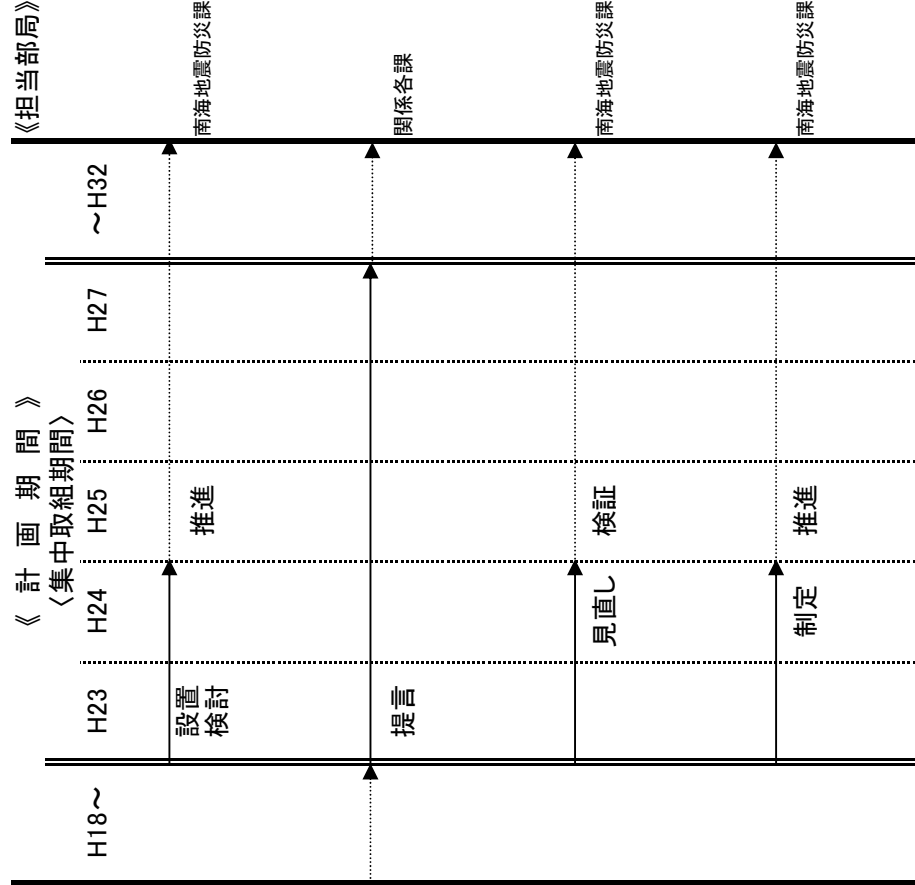 《 計 画 期 間 》
〈集中取組期間〉
《担当部局》
H18～
H23
H24
H25
H26
H27
～H32
設置
検討
推進
南海地震防災課
提言
関係各課
見直し
検証
南海地震防災課
制定
推進
南海地震防災課